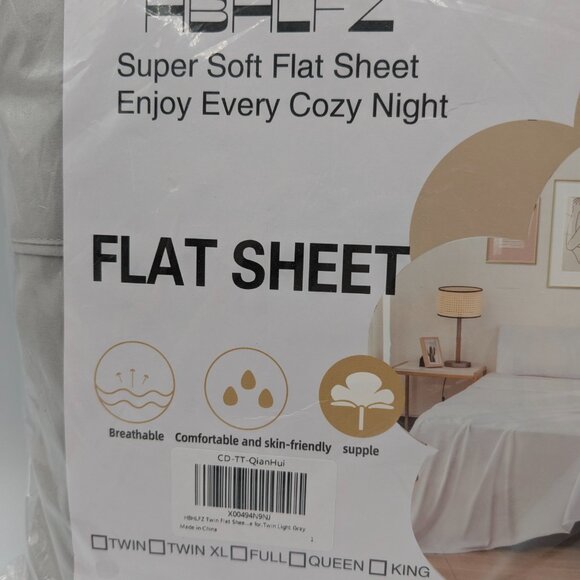 HBHLFZ
Super Soft Flat Sheet
Enjoy Every Cozy Night
FLAT SHEET
Breathable Comfortable and skin-friendly supple
CD-TT-QianHui
X00494N9NJ
HBHLFZ Twin Flat Shee...e for Twin Light Grey
Made in China 1
TWIN TWIN XL FULL QUEEN KING